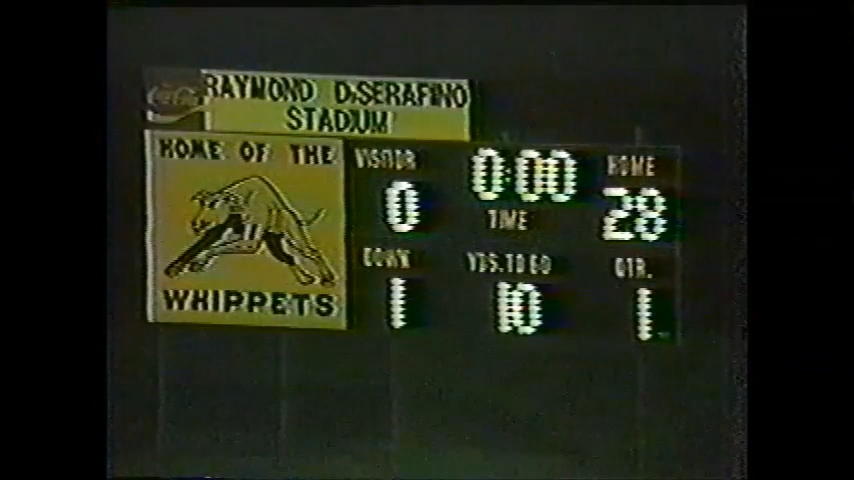 Coca-Cola
RAYMOND DiSERAFINO
STADIUM
HOME OF THE
WHIPPETS
VISITOR
0
0:00
TIME
HOME
28
DOWN
1
YDS. TO GO
10
QTR.
1